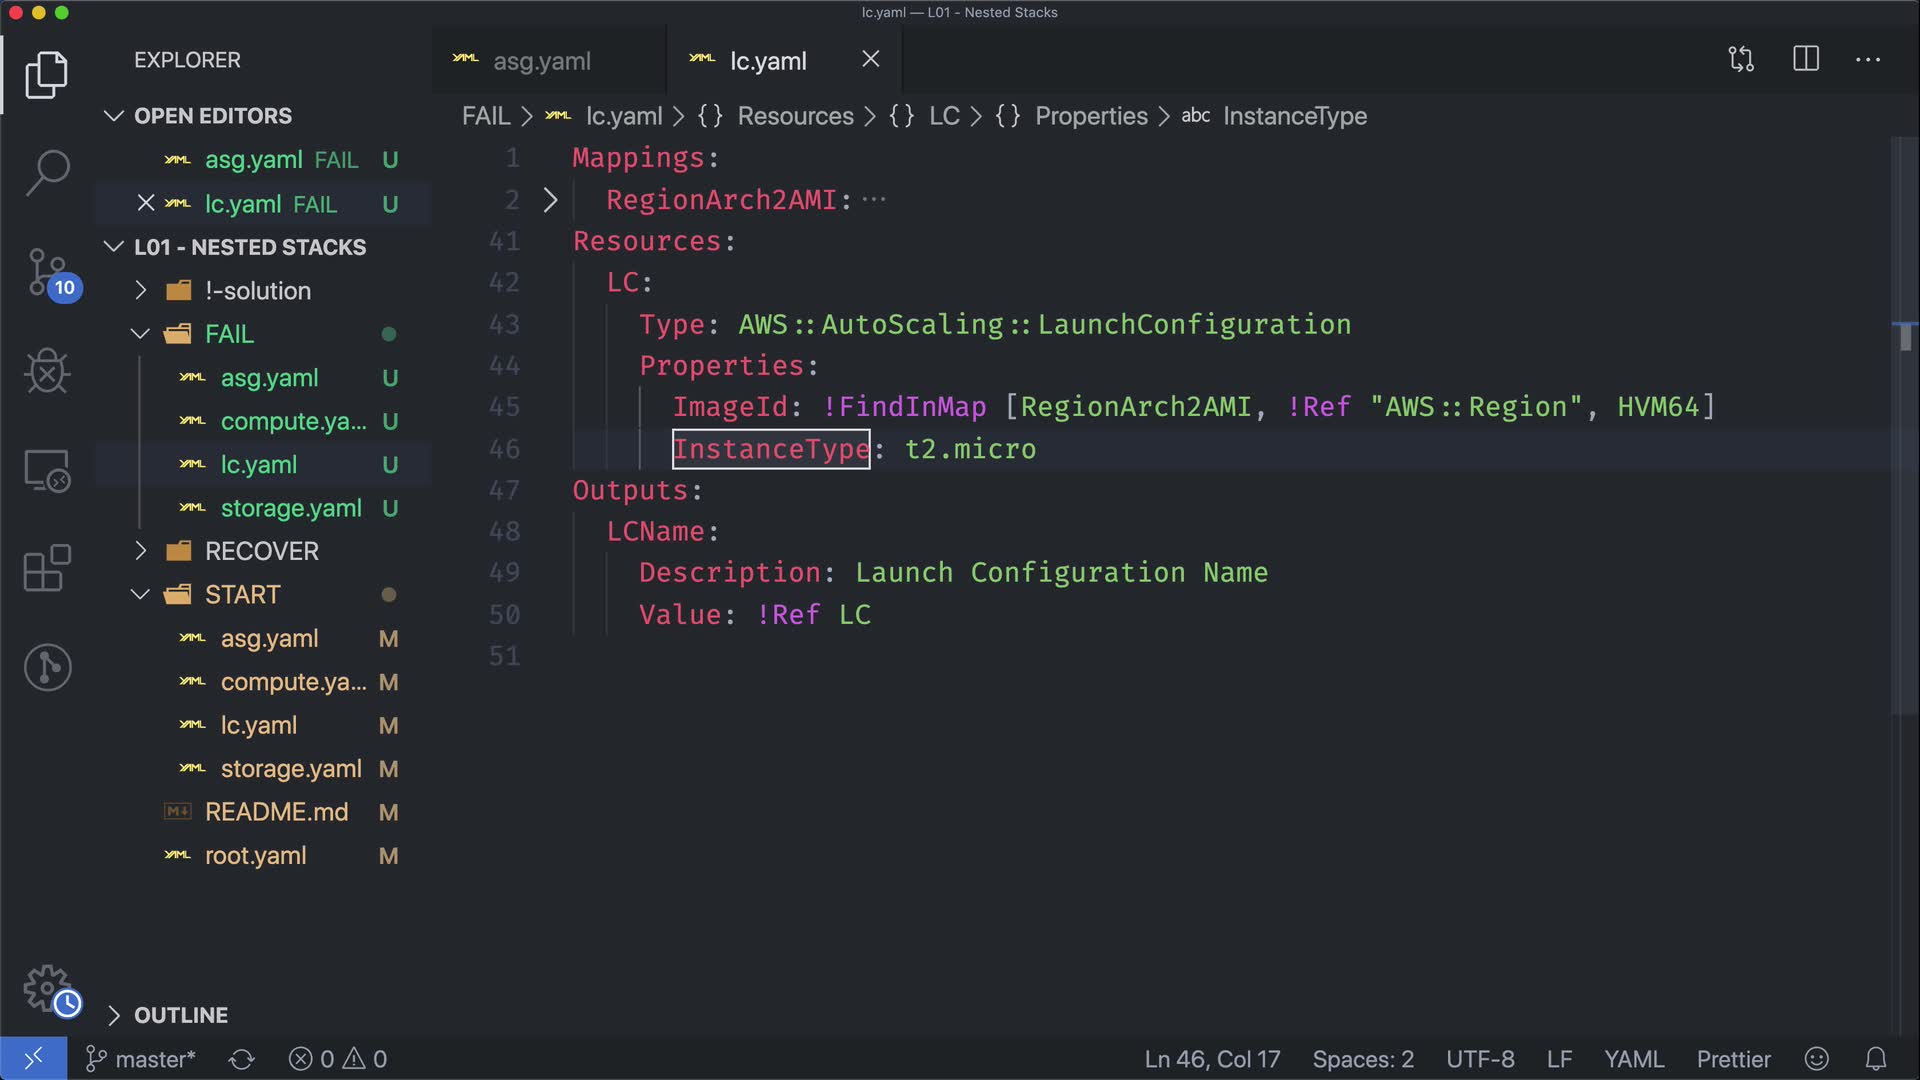 lc.yaml — L01 - Nested Stacks
EXPLORER
OPEN EDITORS
asg.yaml FAIL U
lc.yaml FAIL U
L01 - NESTED STACKS
!-solution
FAIL
asg.yaml U
compute.ya... U
lc.yaml U
storage.yaml U
RECOVER
START
asg.yaml M
compute.ya... M
lc.yaml M
storage.yaml M
README.md M
root.yaml M
OUTLINE
10
asg.yaml
lc.yaml
FAIL > lc.yaml > {} Resources > {} LC > {} Properties > abc InstanceType
1 Mappings:
2 RegionArch2AMI: ...
41 Resources:
42 LC:
43 Type: AWS::AutoScaling::LaunchConfiguration
44 Properties:
45 ImageId: !FindInMap [RegionArch2AMI, !Ref "AWS::Region", HVM64]
46 InstanceType: t2.micro
47 Outputs:
48 LCName:
49 Description: Launch Configuration Name
50 Value: !Ref LC
51
master* 0 0 Ln 46, Col 17 Spaces: 2 UTF-8 LF YAML Prettier